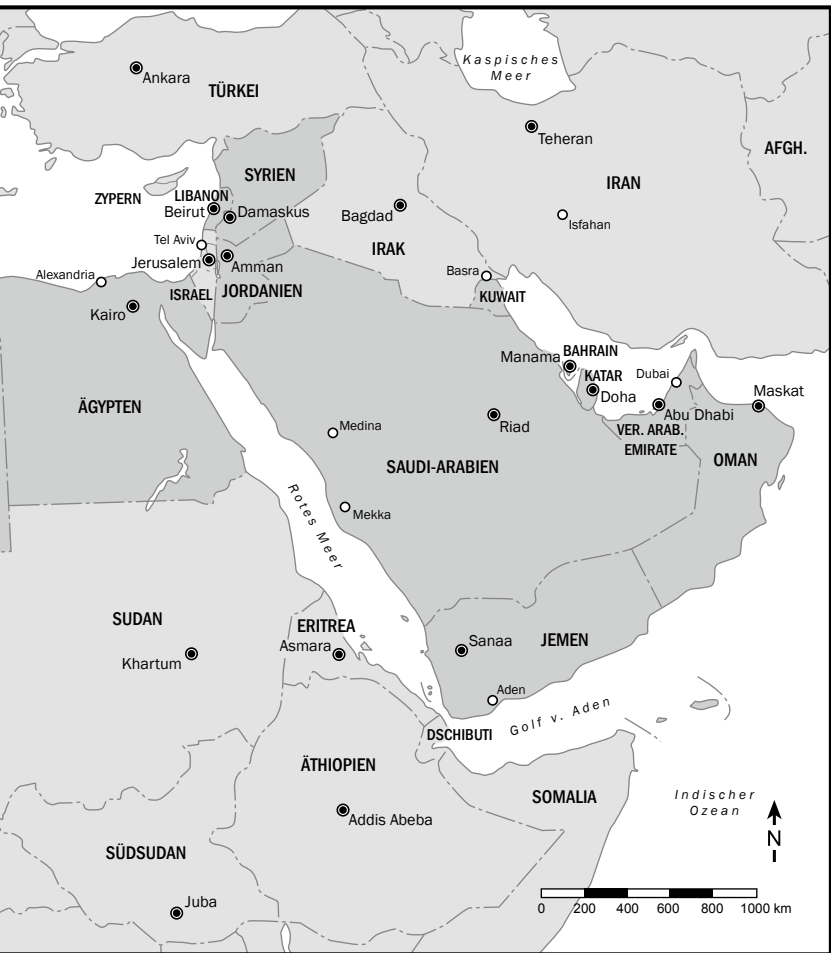 Kaspisches
Meer
Ankara
TÜRKEI
Teheran
AFGH.
SYRIEN
IRAN
ZYPERN
LIBANON
Beirut
Damaskus
Bagdad
Isfahan
Tel Aviv
IRAK
Jerusalem
Amman
Alexandria
Basra
ISRAEL
JORDANIEN
KUWAIT
Kairo
Manama
BAHRAIN
KATAR
Dubai
Doha
Maskat
ÄGYPTEN
Abu Dhabi
Medina
Riad
VER. ARAB.
EMIRATE
OMAN
SAUDI-ARABIEN
Rotes Meer
Mekka
SUDAN
ERITREA
Asmara
Sanaa
JEMEN
Khartum
Aden
Golf v. Aden
DSCHIBUTI
ÄTHIOPIEN
SOMALIA
Indischer
Ozean
Addis Abeba
N
SÜDSUDAN
Juba
0 200 400 600 800 1000 km